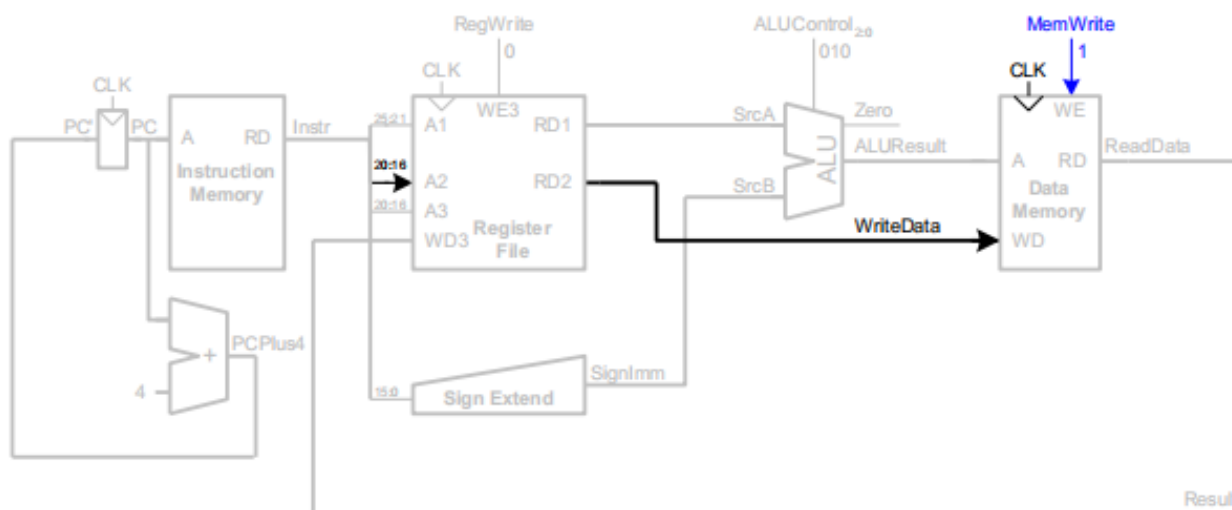 RegWrite
ALUControl2:0
MemWrite
0
010
1
CLK
CLK
CLK
WE3
WE
PC'
PC
A
RD
Instr
25:21
A1
RD1
SrcA
Zero
ALU
ALUResult
A
RD
ReadData
Instruction
Memory
20:16
A2
RD2
SrcB
Data
Memory
20:16
A3
Register
File
WD3
WriteData
WD
+
PCPlus4
4
SignImm
15:0
Sign Extend
Resul